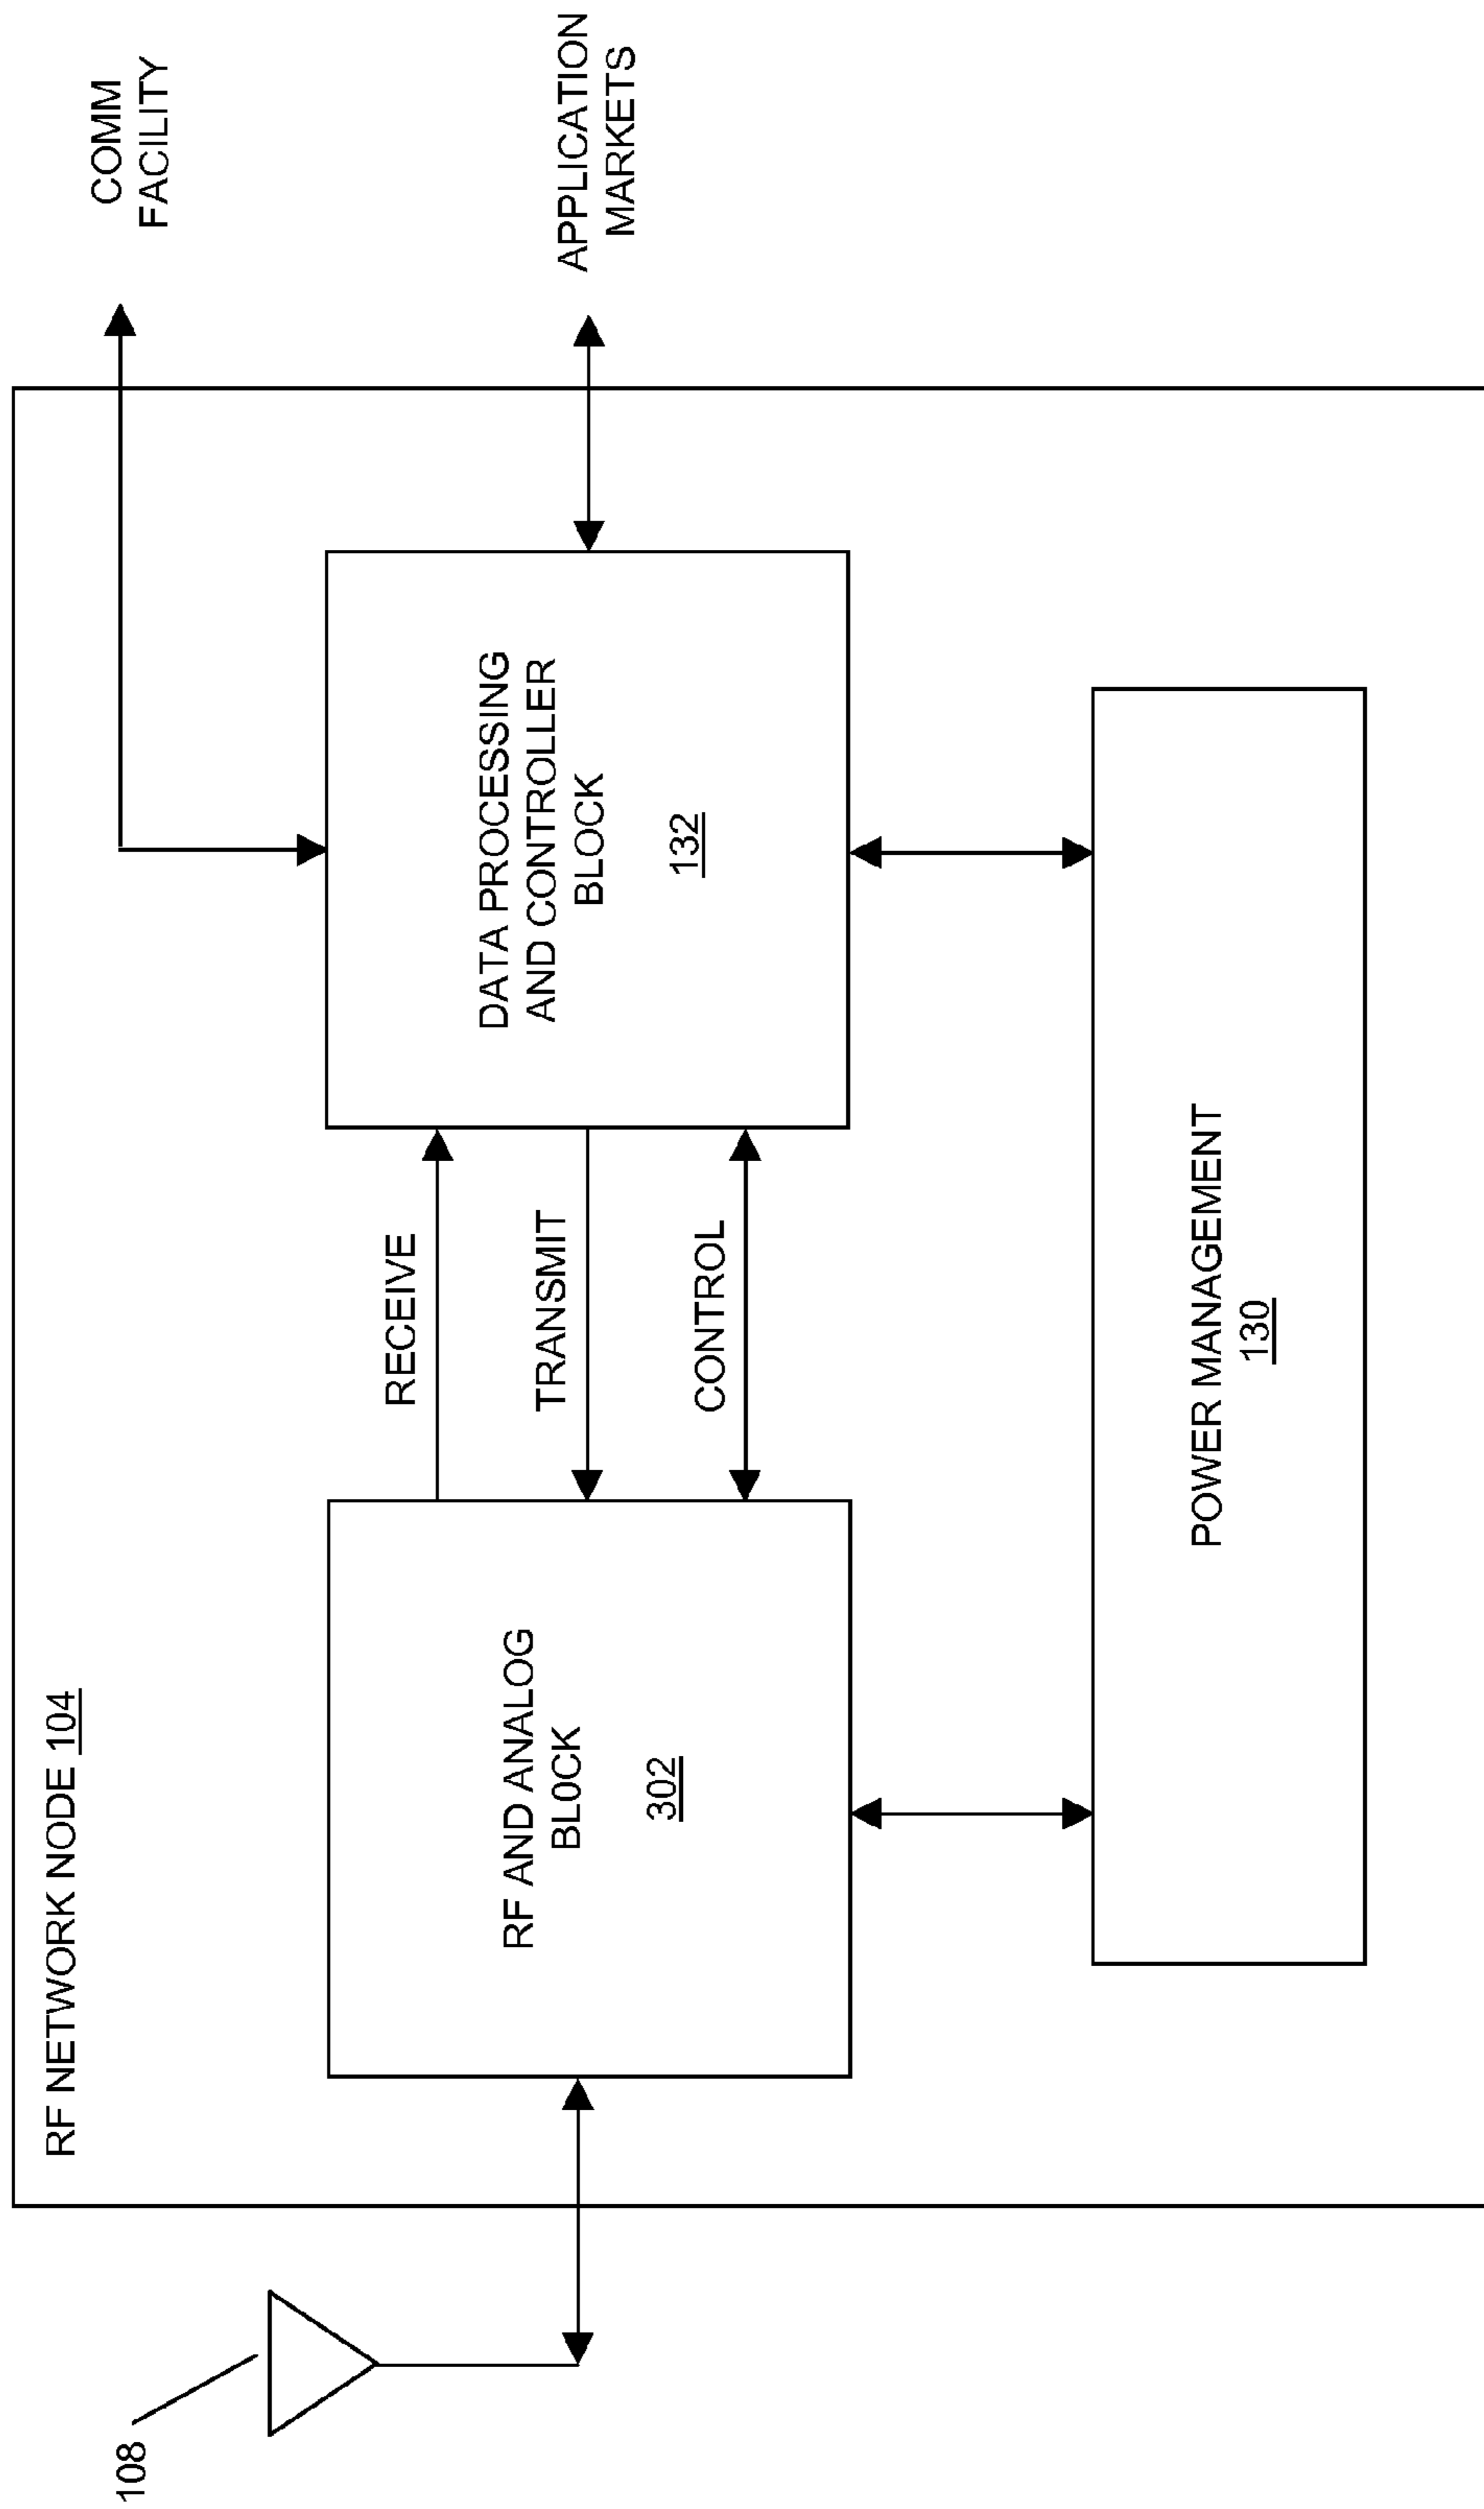 RF NETWORK NODE 104
COMM
FACILITY
108
RECEIVE
DATA PROCESSING
AND CONTROLLER
BLOCK
132
RF AND ANALOG
BLOCK
302
TRANSMIT
APPLICATION
MARKETS
CONTROL
POWER MANAGEMENT
130